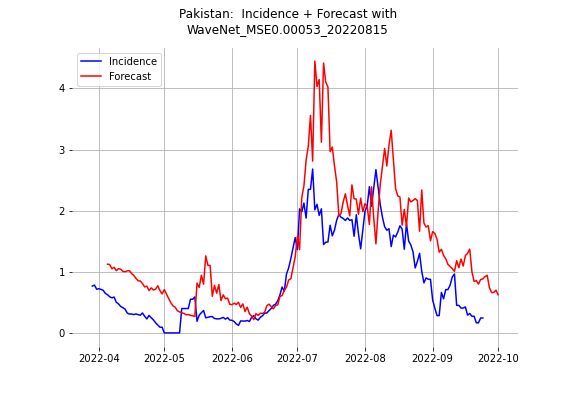 Pakistan:  Incidence + Forecast with
WaveNet_MSE0.00053_20220815
Incidence
Forecast
4
3
2
1
0
2022-04 2022-05 2022-06 2022-07 2022-08 2022-09 2022-10